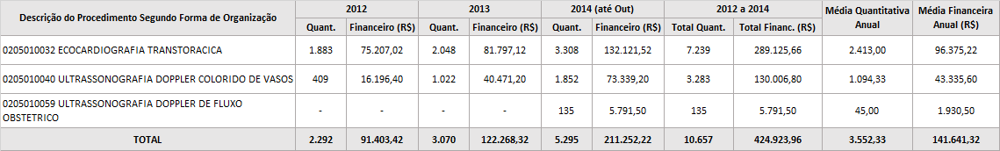 Descrição do Procedimento Segundo Forma de Organização 2012 2013 2014 (até Out) 2012 a 2014 Média Quantitativa Anual Média Financeira Anual (R$)
Quant. Financeiro (R$) Quant. Financeiro (R$) Quant. Financeiro (R$) Total Quant. Total Financ. (R$)
0205010032 ECOCARDIOGRAFIA TRANSTORACICA 1.883 75.207,02 2.048 81.797,12 3.308 132.121,52 7.239 289.125,66 2.413,00 96.375,22
0205010040 ULTRASSONOGRAFIA DOPPLER COLORIDO DE VASOS 409 16.196,40 1.022 40.471,20 1.852 73.339,20 3.283 130.006,80 1.094,33 43.335,60
0205010059 ULTRASSONOGRAFIA DOPPLER DE FLUXO
OBSTETRICO - - - - 135 5.791,50 135 5.791,50 45,00 1.930,50
TOTAL 2.292 91.403,42 3.070 122.268,32 5.295 211.252,22 10.657 424.923,96 3.552,33 141.641,32